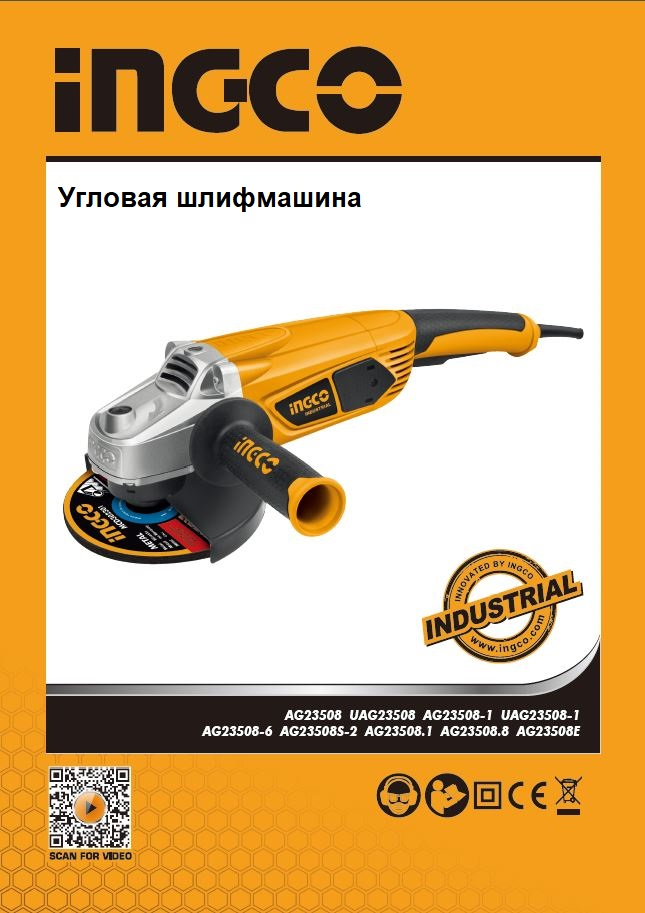 INGCO
Угловая шлифмашина
INGCO
INDUSTRIAL
INGCO
INGCO
INGCO
METAL
INNOVATED BY INGCO
INDUSTRIAL
www.ingco.com
AG23508 UAG23508 AG23508-1 UAG23508-1
AG23508-6 AG23508S-2 AG23508.1 AG23508.8 AG23508E
CE
SCAN FOR VIDEO